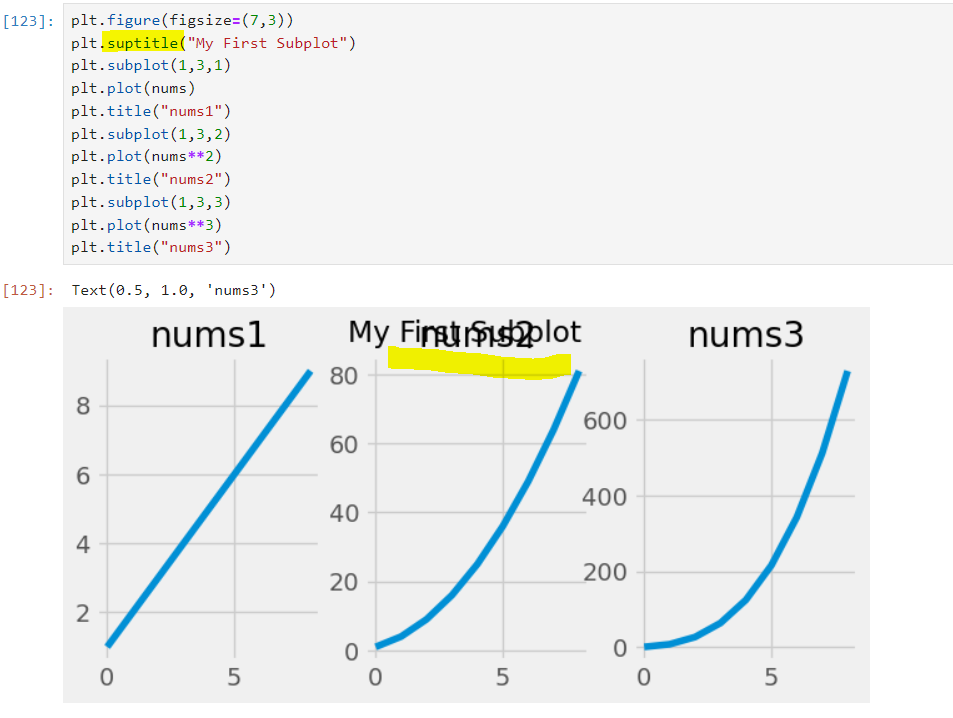 [123]: plt.figure(figsize=(7,3))
plt.suptitle("My First Subplot")
plt.subplot(1,3,1)
plt.plot(nums)
plt.title("nums1")
plt.subplot(1,3,2)
plt.plot(nums**2)
plt.title("nums2")
plt.subplot(1,3,3)
plt.plot(nums**3)
plt.title("nums3")
[123]: Text(0.5, 1.0, 'nums3')
nums1
My First Subplot
nums2
nums3
8
6
4
2
0 5
80
60
40
20
0
0 5
600
400
200
0
0 5